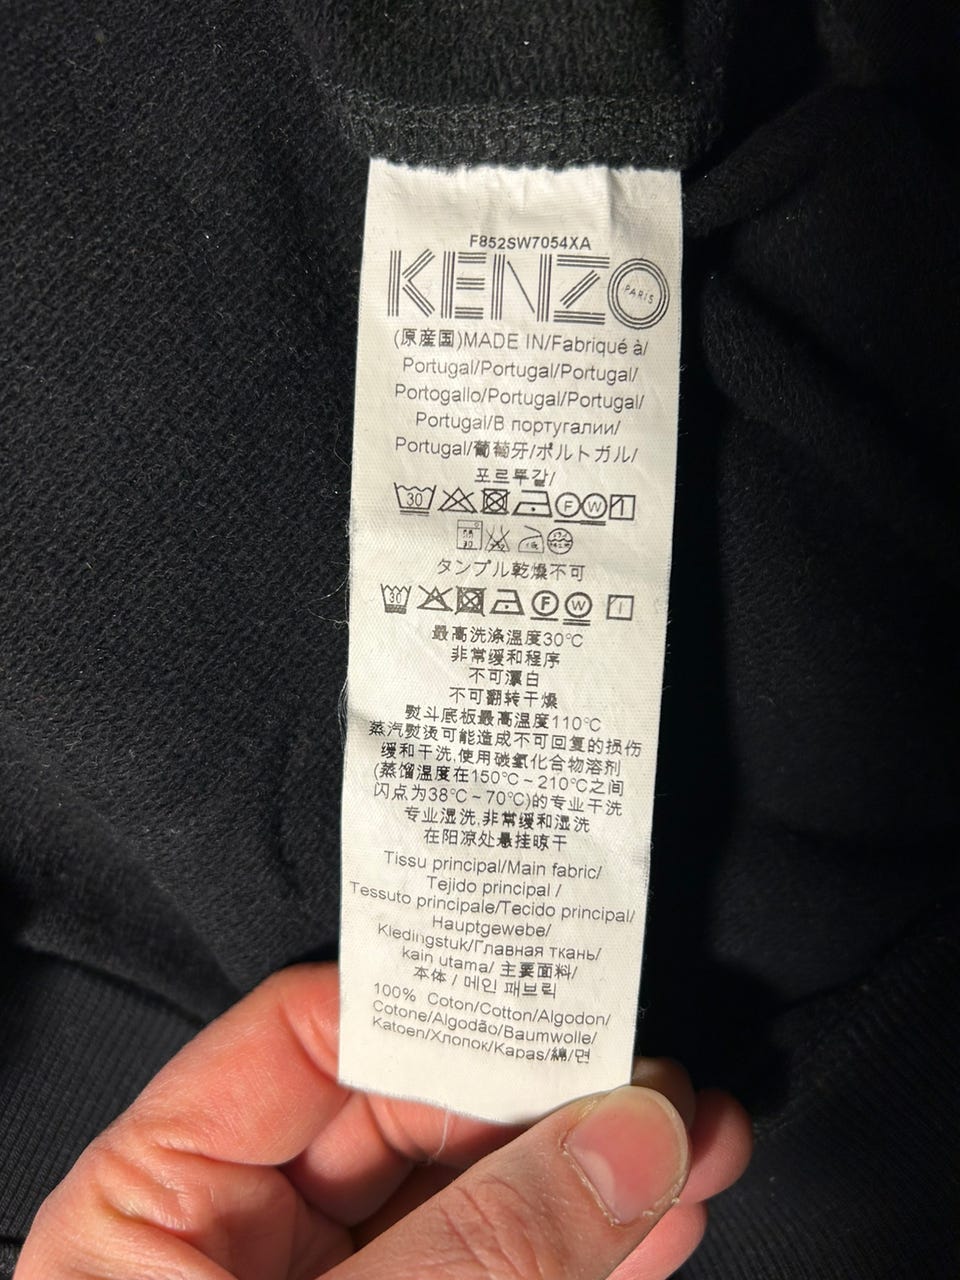 F852SW7054XA
KENZO
PARIS
(原産国)MADE IN/Fabriqué à/
Portugal/Portugal/Portugal/
Portogallo/Portugal/Portugal/
Portugal/В португалии/
Portugal/葡萄牙/ポルトガル/
포르투갈/
30 F W
タンブル乾燥不可
30 F W
最高洗涤温度30°C
非常缓和程序
不可漂白
不可翻转干燥
熨斗底板最高温度110°C
蒸汽熨烫可能造成不可回复的损伤
缓和干洗,使用碳氢化合物溶剂
(蒸馏温度在150°C~210°C之间
闪点为38°C~70°C)的专业干洗
专业湿洗,非常缓和湿洗
在阳凉处悬挂晾干
Tissu principal/Main fabric/
Tejido principal /
Tessuto principale/Tecido principal/
Hauptgewebe/
Kledingstuk/Главная ткань/
kain utama/ 主要面料/
本体 / 메인 패브릭
100% Coton/Cotton/Algodon/
Cotone/Algodão/Baumwolle/
Katoen/Хлопок/Kapas/綿/면